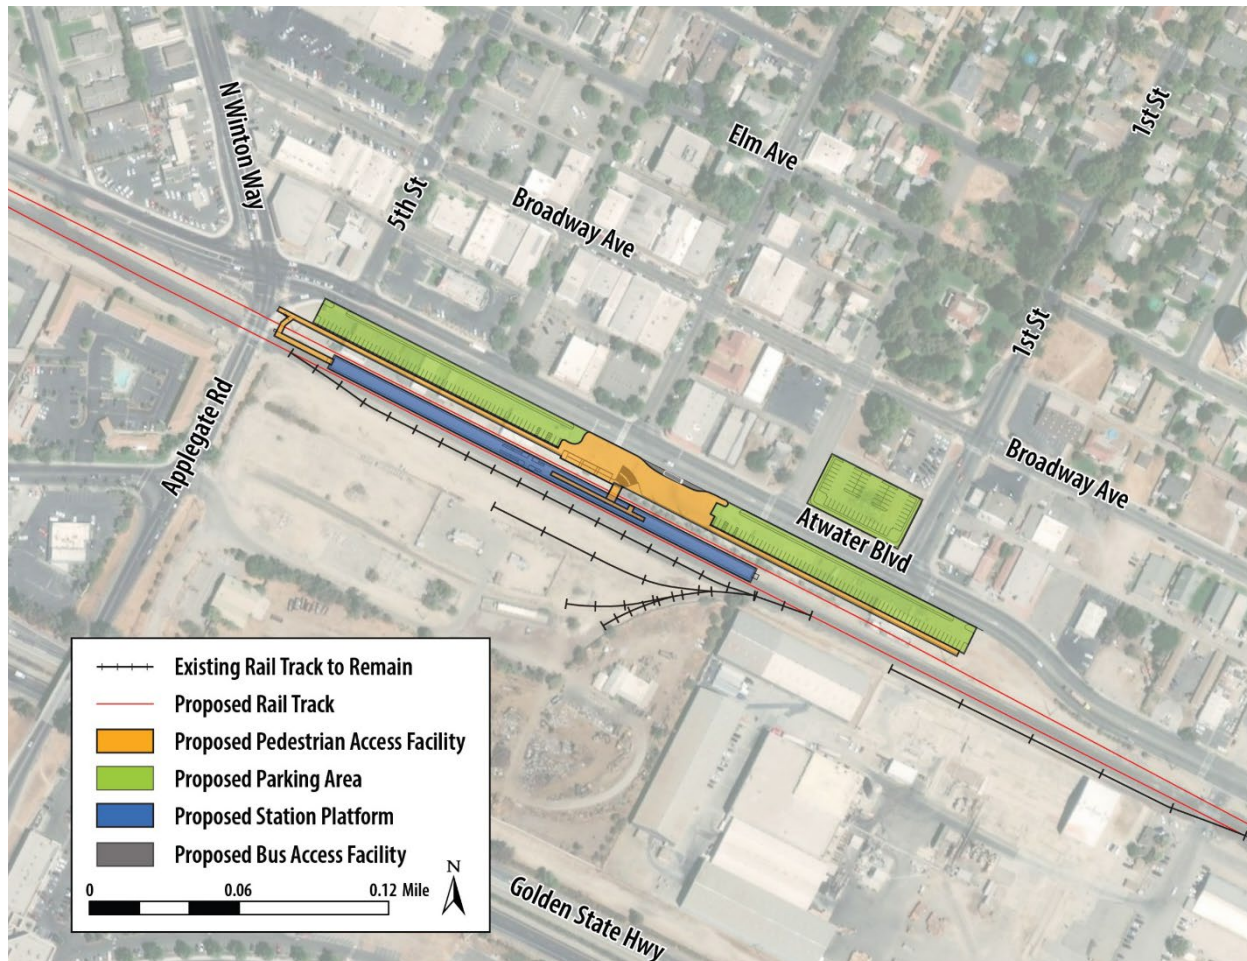 N Winton Way
5th St
Broadway Ave
Elm Ave
1st St
1st St
Applegate Rd
Atwater Blvd
Broadway Ave
Existing Rail Track to Remain
Proposed Rail Track
Proposed Pedestrian Access Facility
Proposed Parking Area
Proposed Station Platform
Proposed Bus Access Facility
N
0 0.06 0.12 Mile
Golden State Hwy